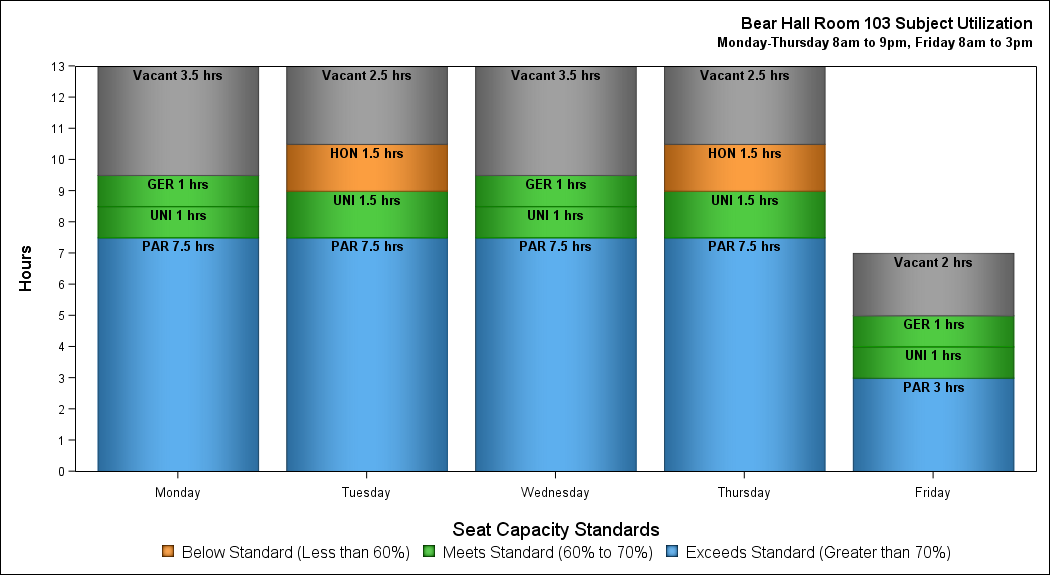 Bear Hall Room 103 Subject Utilization
Monday-Thursday 8am to 9pm, Friday 8am to 3pm
Hours
13
12
11
10
9
8
7
6
5
4
3
2
1
0
Vacant 3.5 hrs
GER 1 hrs
UNI 1 hrs
PAR 7.5 hrs
Vacant 2.5 hrs
HON 1.5 hrs
UNI 1.5 hrs
PAR 7.5 hrs
Vacant 3.5 hrs
GER 1 hrs
UNI 1 hrs
PAR 7.5 hrs
Vacant 2.5 hrs
HON 1.5 hrs
UNI 1.5 hrs
PAR 7.5 hrs
Vacant 2 hrs
GER 1 hrs
UNI 1 hrs
PAR 3 hrs
Monday Tuesday Wednesday Thursday Friday
Seat Capacity Standards
Below Standard (Less than 60%) Meets Standard (60% to 70%) Exceeds Standard (Greater than 70%)